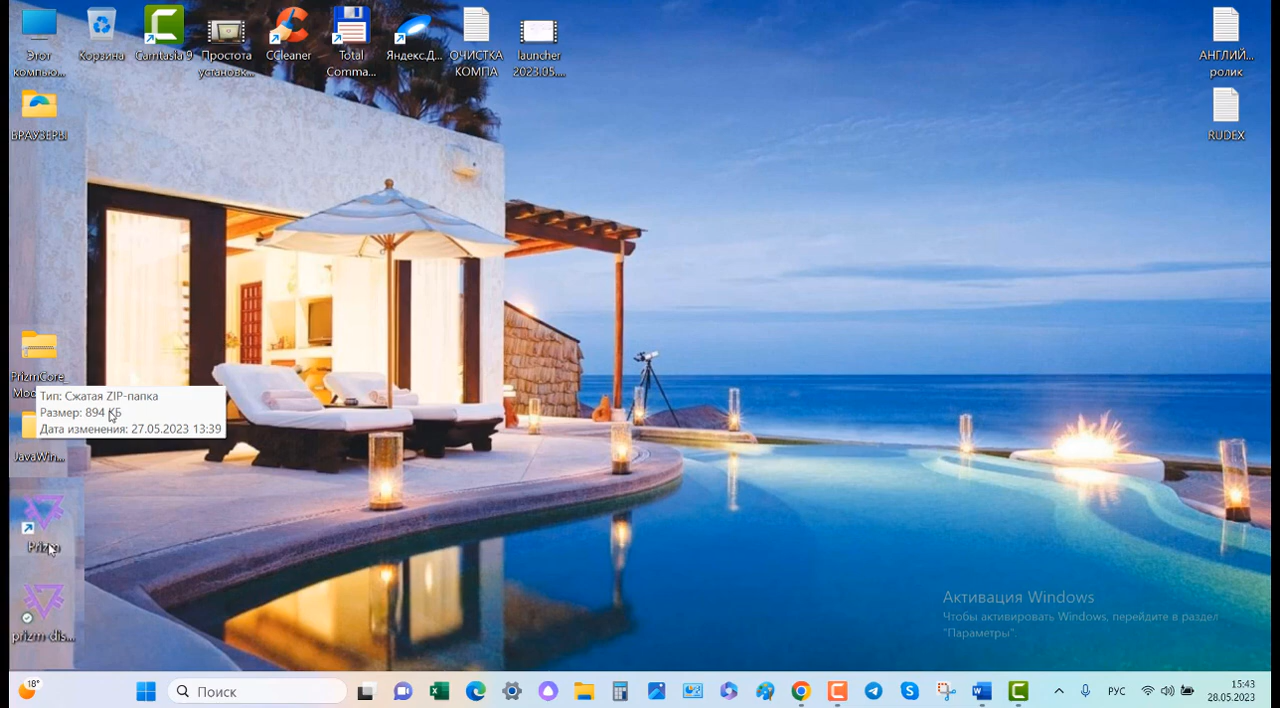 Этот
компью...
Корзина
Camtasia 9
Простота
установк...
CCleaner
Total
Comma...
Яндекс.Д...
ОЧИСТКА
КОМПА
launcher
2023.05....
АНГЛИЙ...
ролик
БРАУЗЕРЫ
RUDEX
PrizmCore_
Тип: Сжатая ZIP-папка
Размер: 894 КБ
Дата изменения: 27.05.2023 13:39
JavaWin...
Prizm
prizm-dis...
Активация Windows
Чтобы активировать Windows, перейдите в раздел
"Параметры".
18°
Поиск
РУС
15:43
28.05.2023